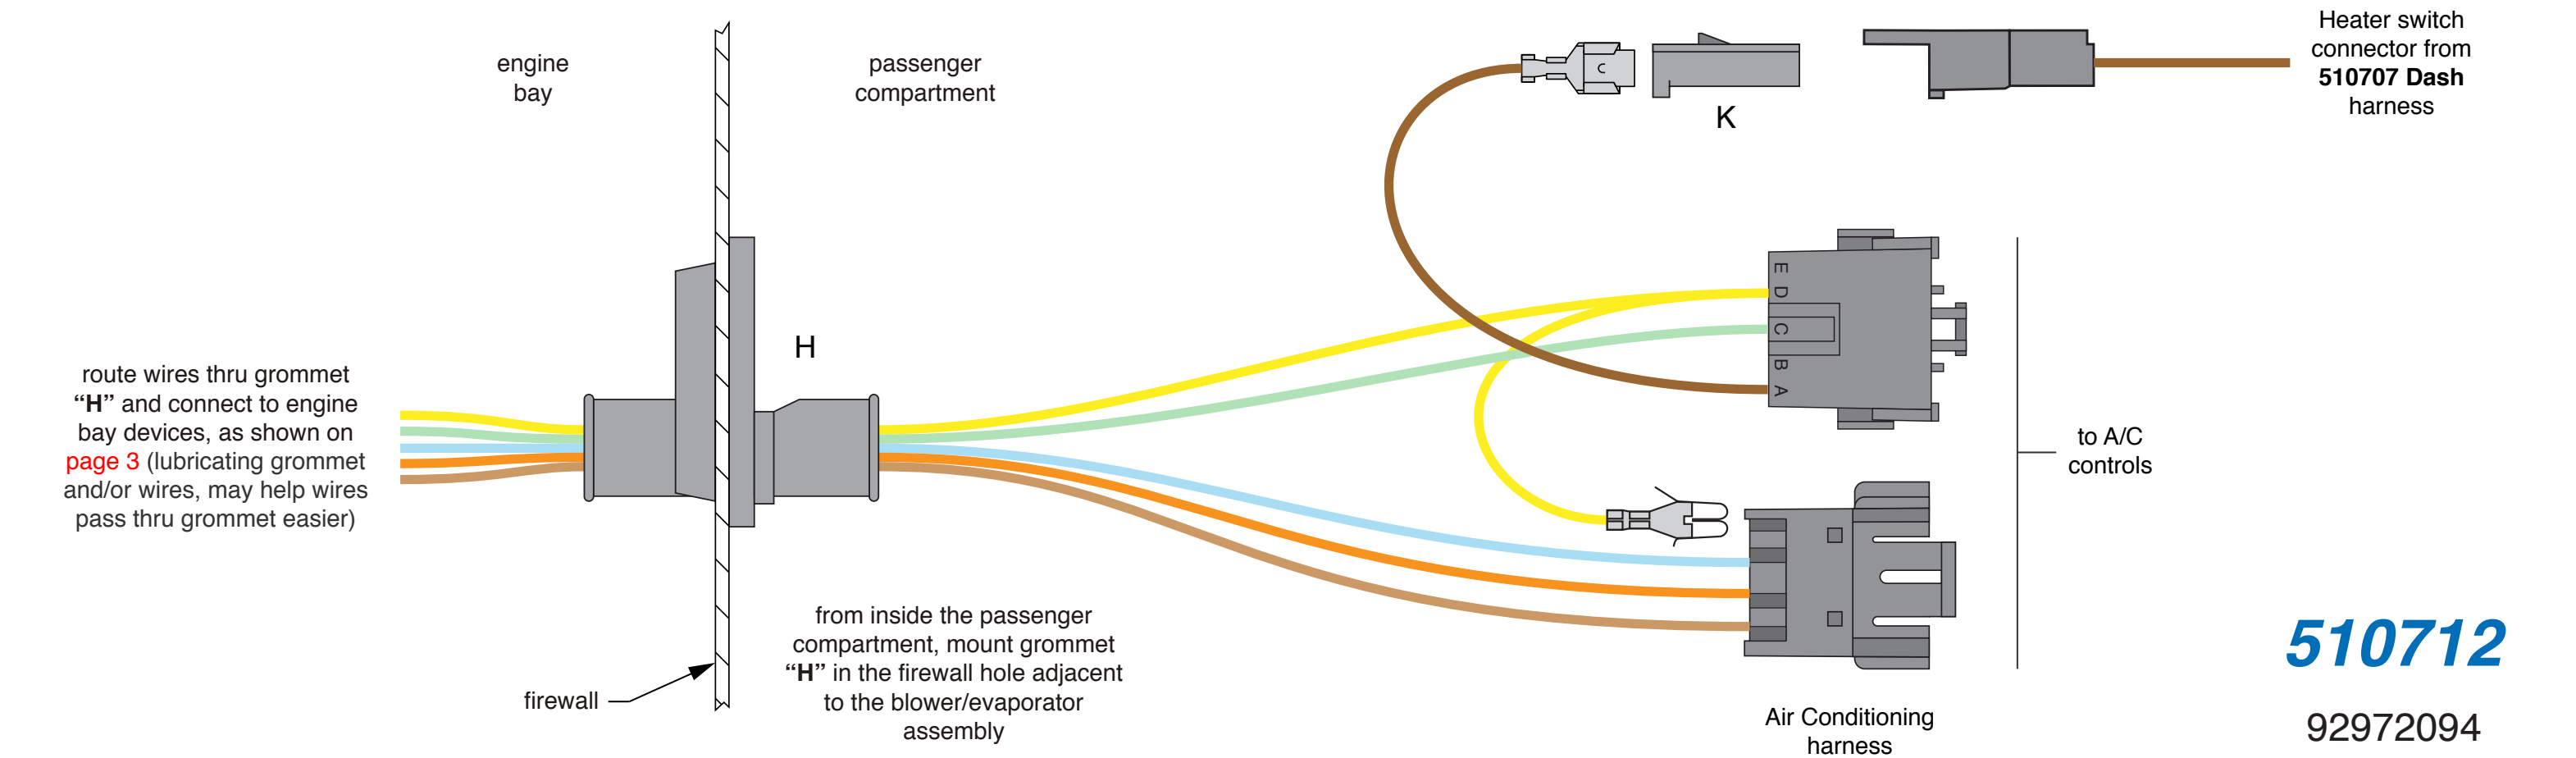 engine
bay
passenger
compartment
K
Heater switch
connector from
510707 Dash
harness
H
E
D
C
B
A
route wires thru grommet
“H” and connect to engine
bay devices, as shown on
page 3 (lubricating grommet
and/or wires, may help wires
pass thru grommet easier)
to A/C
controls
from inside the passenger
compartment, mount grommet
“H” in the firewall hole adjacent
to the blower/evaporator
assembly
firewall
Air Conditioning
harness
510712
92972094